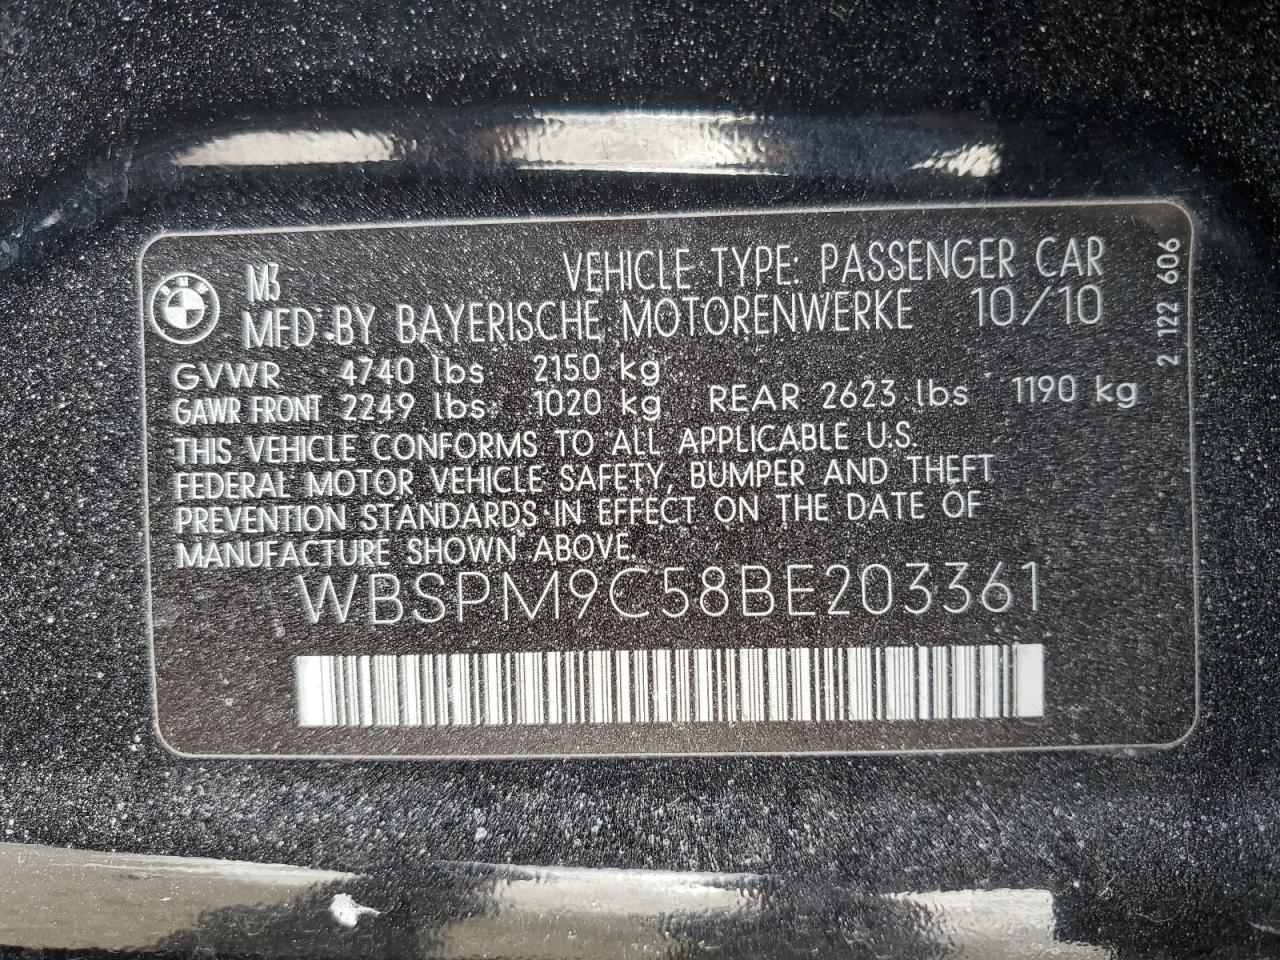 M3 VEHICLE TYPE: PASSENGER CAR
MFD BY BAYERISCHE MOTORENWERKE 10/10
GVWR 4740 lbs 2150 kg
GAWR FRONT 2249 lbs 1020 kg REAR 2623 lbs 1190 kg
THIS VEHICLE CONFORMS TO ALL APPLICABLE U.S.
FEDERAL MOTOR VEHICLE SAFETY, BUMPER AND THEFT
PREVENTION STANDARDS IN EFFECT ON THE DATE OF
MANUFACTURE SHOWN ABOVE.
WBSPM9C58BE203361
2 122 606
BMW